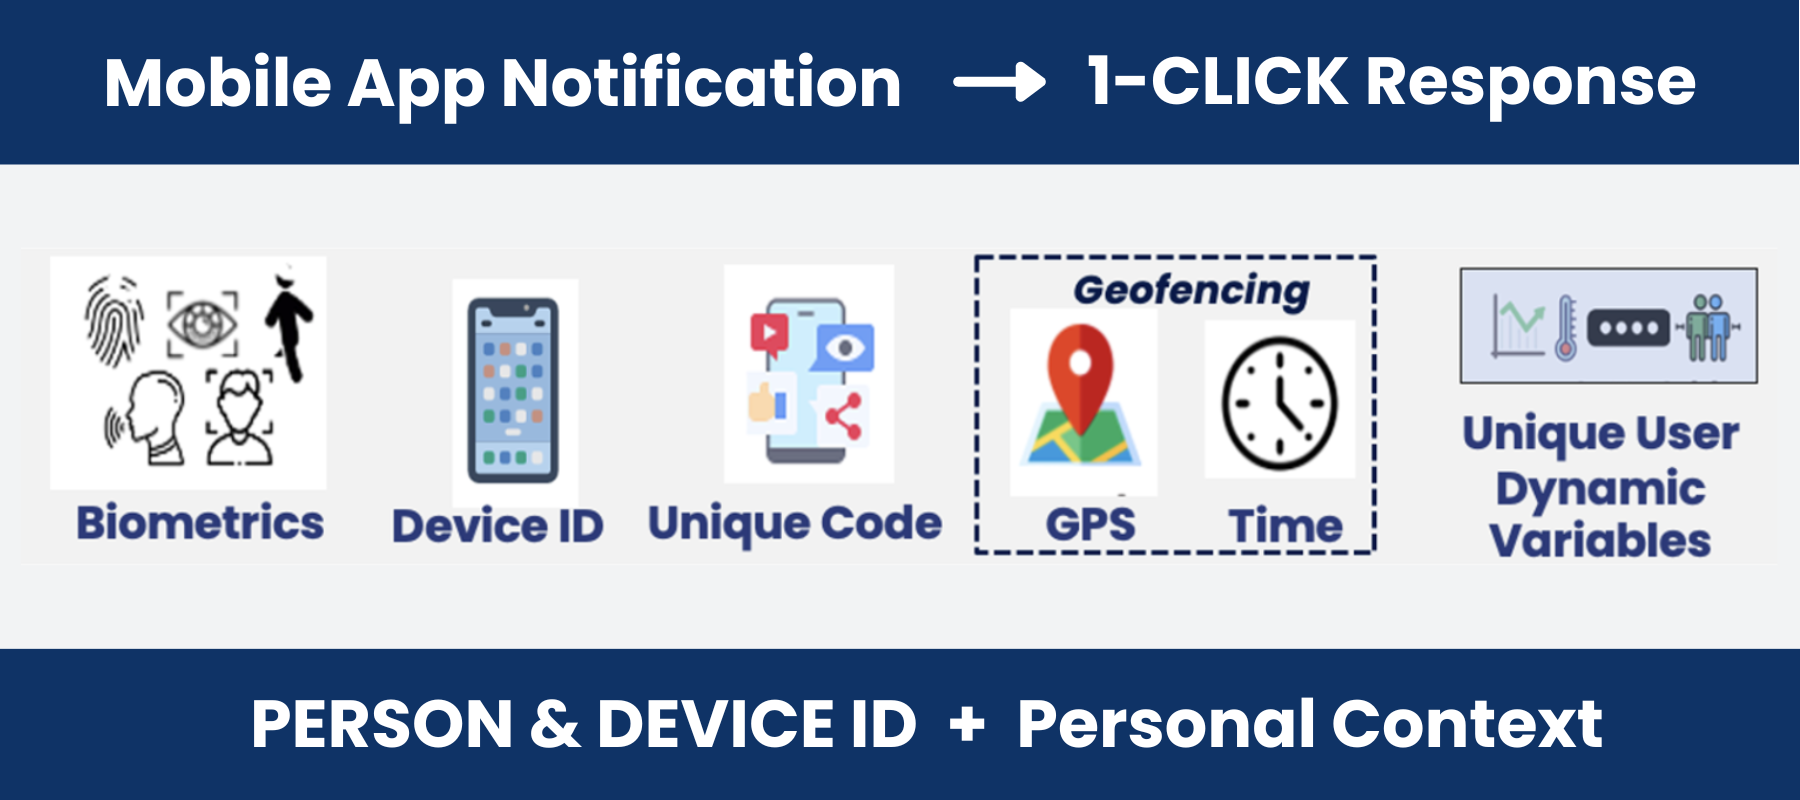 Mobile App Notification → 1-CLICK Response
Geofencing
Biometrics
Device ID
Unique Code
GPS
Time
Unique User
Dynamic
Variables
PERSON & DEVICE ID + Personal Context